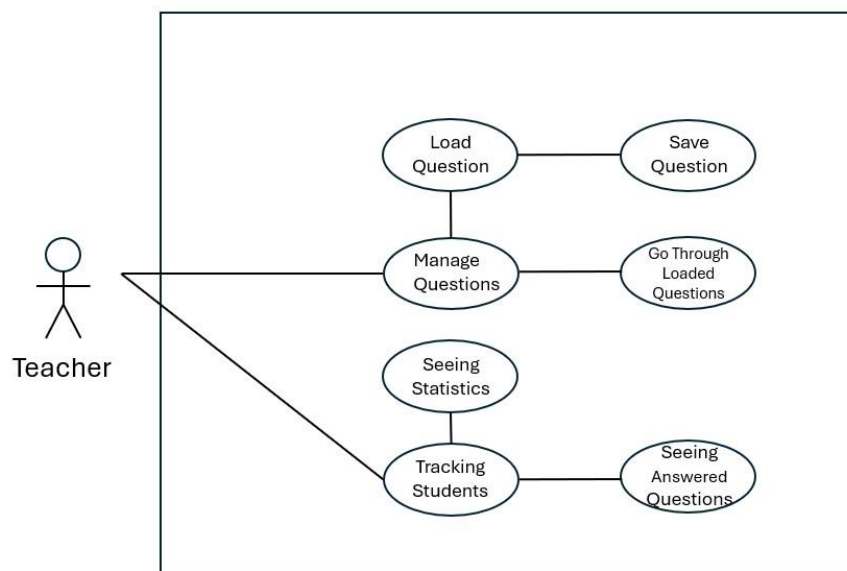 Load
Question
Save
Question
Manage
Questions
Go Through
Loaded
Questions
Teacher
Seeing
Statistics
Tracking
Students
Seeing
Answered
Questions